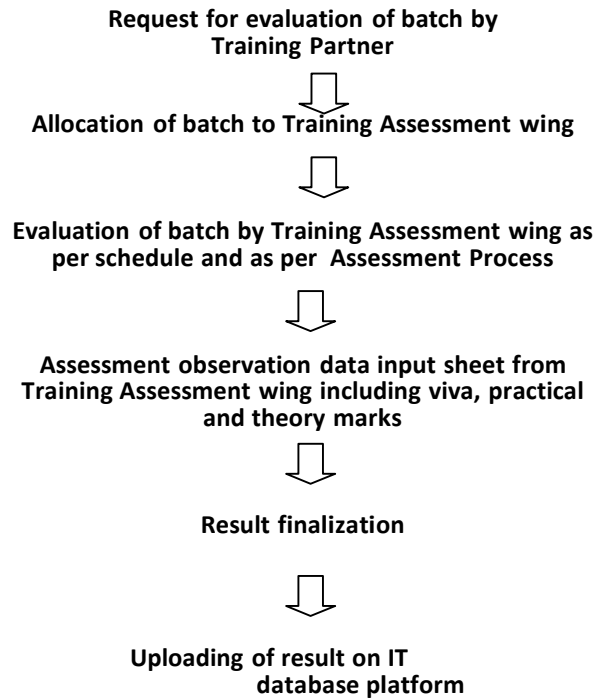 Request for evaluation of batch by
Training Partner
Allocation of batch to Training Assessment wing
Evaluation of batch by Training Assessment wing as
per schedule and as per Assessment Process
Assessment observation data input sheet from
Training Assessment wing including viva, practical
and theory marks
Result finalization
Uploading of result on IT
database platform